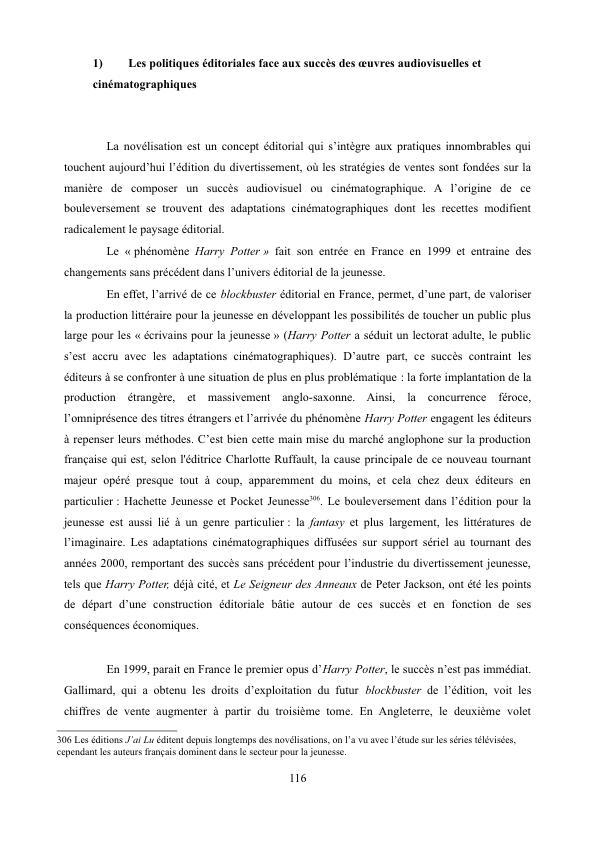 1) Les politiques éditoriales face aux succès des œuvres audiovisuelles et
cinématographiques
La novélisation est un concept éditorial qui s'intègre aux pratiques innombrables qui
touchent aujourd'hui l'édition du divertissement, où les stratégies de ventes sont fondées sur la
manière de composer un succès audiovisuel ou cinématographique. A l'origine de ce
bouleversement se trouvent des adaptations cinématographiques dont les recettes modifient
radicalement le paysage éditorial.
Le « phénomène Harry Potter » fait son entrée en France en 1999 et entraine des
changements sans précédent dans l'univers éditorial de la jeunesse.
En effet, l'arrivé de ce blockbuster éditorial en France, permet, d'une part, de valoriser
la production littéraire pour la jeunesse en développant les possibilités de toucher un public plus
large pour les « écrivains pour la jeunesse » (Harry Potter a séduit un lectorat adulte, le public
s'est accru avec les adaptations cinématographiques). D'autre part, ce succès contraint les
éditeurs à se confronter à une situation de plus en plus problématique : la forte implantation de la
production étrangère, et massivement anglo-saxonne. Ainsi, la concurrence féroce,
l'omniprésence des titres étrangers et l'arrivée du phénomène Harry Potter engagent les éditeurs
à repenser leurs méthodes. C'est bien cette main mise du marché anglophone sur la production
française qui est, selon l'éditrice Charlotte Ruffault, la cause principale de ce nouveau tournant
majeur opéré presque tout à coup, apparemment du moins, et cela chez deux éditeurs en
particulier : Hachette Jeunesse et Pocket Jeunesse306. Le bouleversement dans l'édition pour la
jeunesse est aussi lié à un genre particulier : la fantasy et plus largement, les littératures de
l'imaginaire. Les adaptations cinématographiques diffusées sur support sériel au tournant des
années 2000, remportant des succès sans précédent pour l'industrie du divertissement jeunesse,
tels que Harry Potter, déjà cité, et Le Seigneur des Anneaux de Peter Jackson, ont été les points
de départ d'une construction éditoriale bâtie autour de ces succès et en fonction de ses
conséquences économiques.
En 1999, parait en France le premier opus d'Harry Potter, le succès n'est pas immédiat.
Gallimard, qui a obtenu les droits d'exploitation du futur blockbuster de l'édition, voit les
chiffres de vente augmenter à partir du troisième tome. En Angleterre, le deuxième volet
306 Les éditions J'ai Lu éditent depuis longtemps des novélisations, on l'a vu avec l'étude sur les séries télévisées,
cependant les auteurs français dominent dans le secteur pour la jeunesse.
116